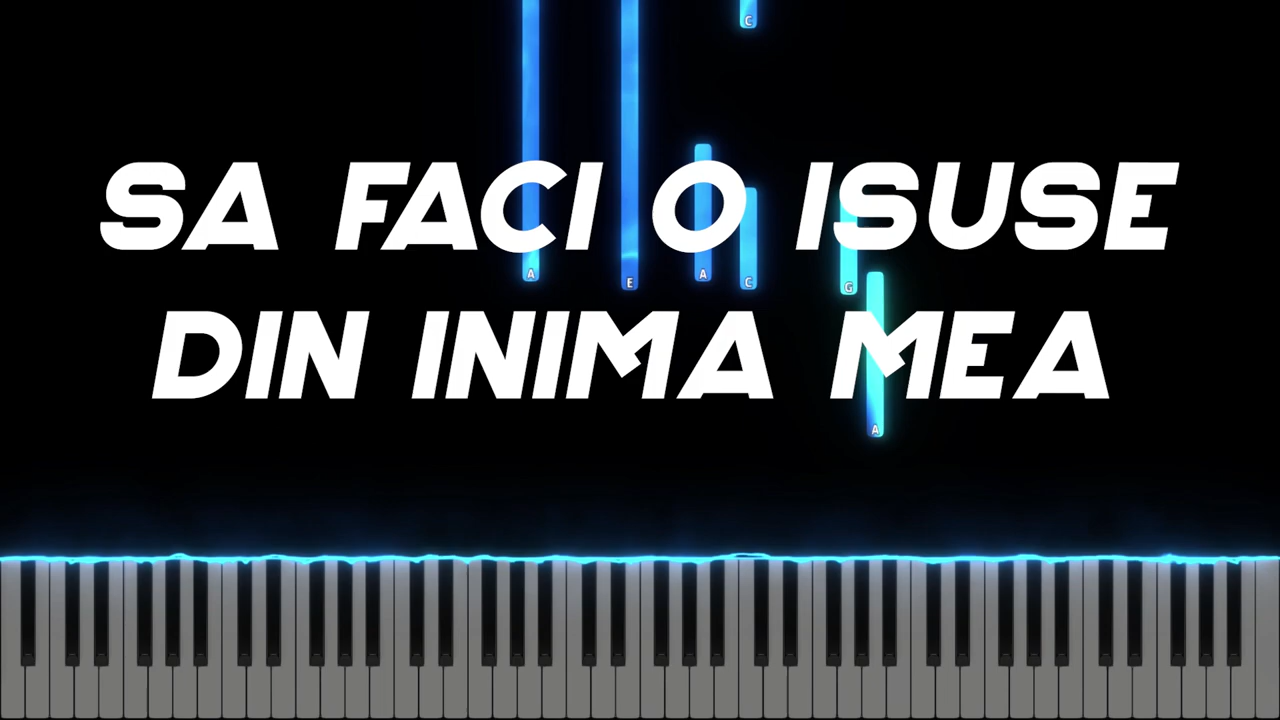 C
SA FACI O ISUSE
A E A C G
DIN INIMA MEA
A